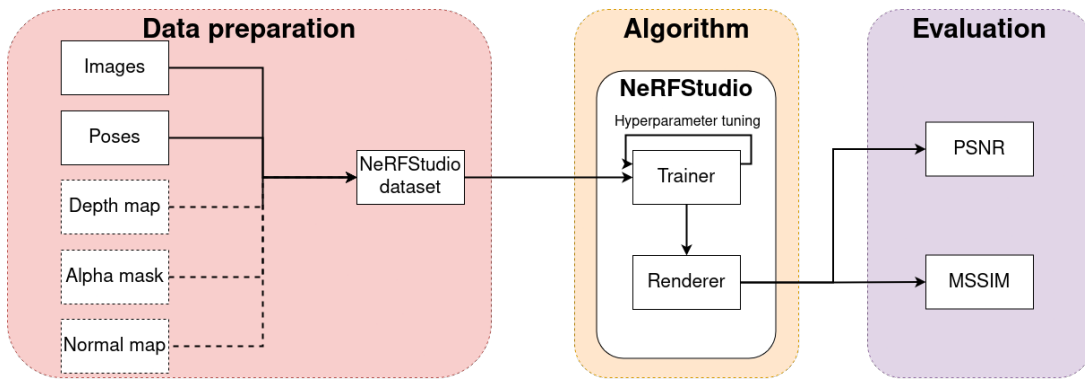 Data preparation
Images
Poses
Depth map
Alpha mask
Normal map
NeRFStudio
dataset
Algorithm
NeRFStudio
Hyperparameter tuning
Trainer
Renderer
Evaluation
PSNR
MSSIM